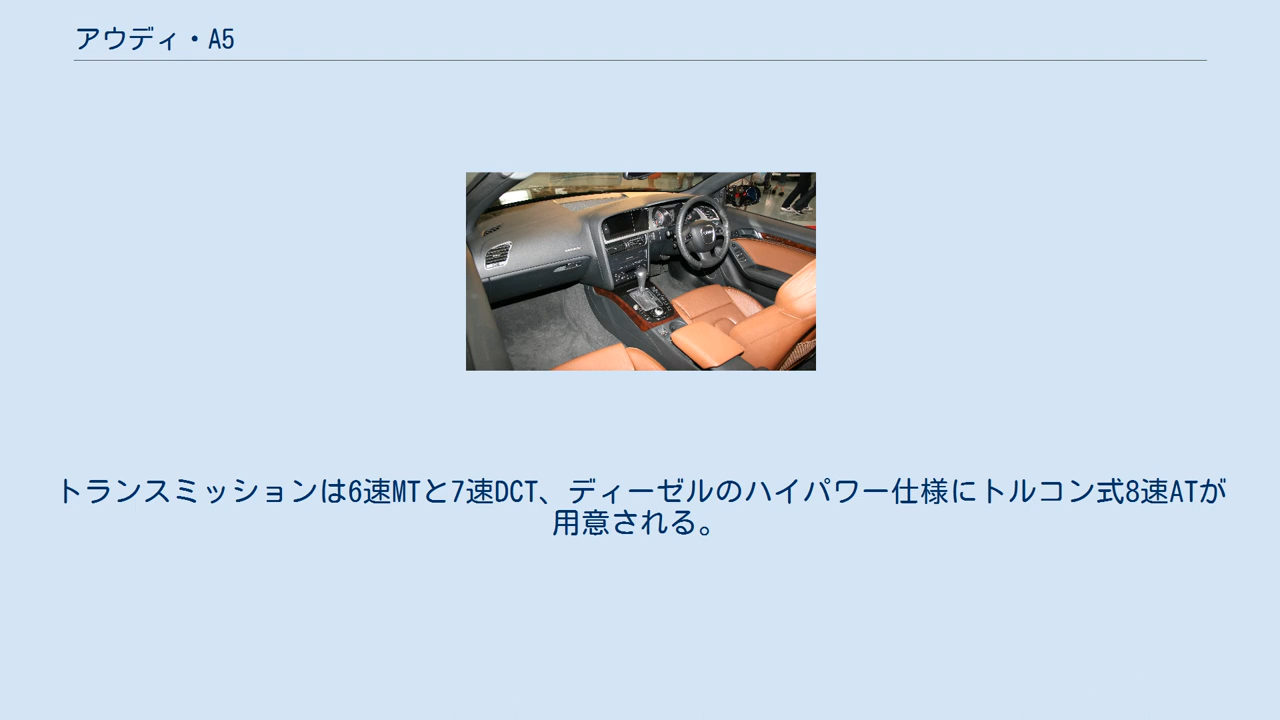 アウディ・A5
トランスミッションは6速MTと7速DCT、ディーゼルのハイパワー仕様にトルコン式8速ATが
用意される。